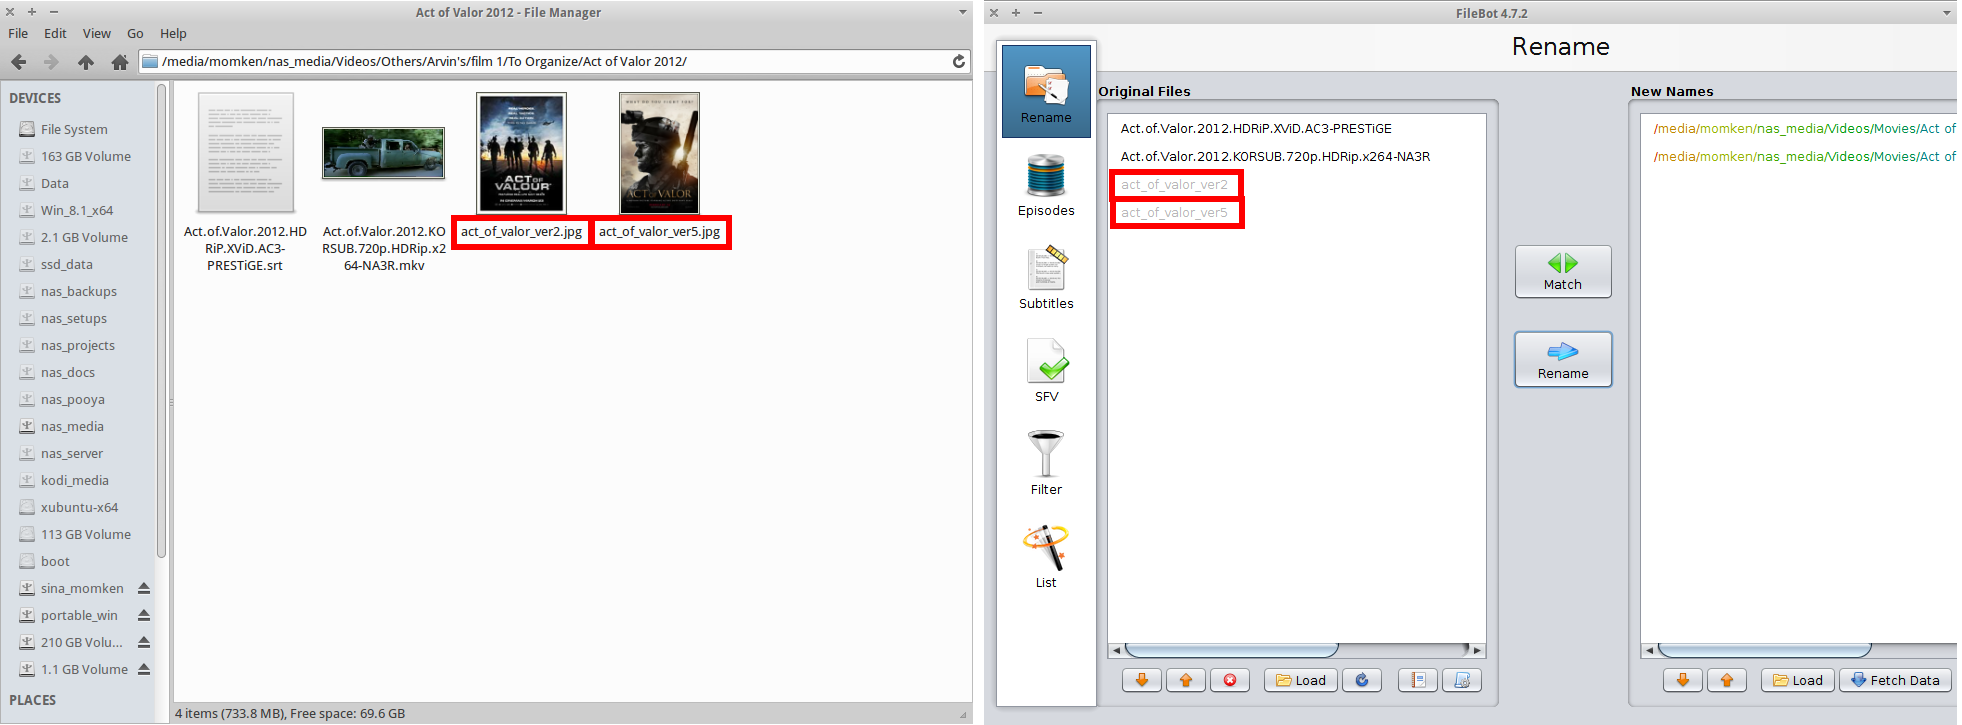 Act of Valor 2012 - File Manager
File Edit View Go Help
/media/momken/nas_media/Videos/Others/Arvin's/film 1/To Organize/Act of Valor 2012/
DEVICES
File System
163 GB Volume
Data
Win_8.1_x64
2.1 GB Volume
ssd_data
nas_backups
nas_setups
nas_projects
nas_docs
nas_pooya
nas_media
nas_server
kodi_media
xubuntu-x64
113 GB Volume
boot
sina_momken
portable_win
210 GB Volu...
1.1 GB Volume
PLACES
ACT OF
VALOUR
ACT OF VALOR
Act.of.Valor.2012.HD
RiP.XViD.AC3-
PRESTiGE.srt
Act.of.Valor.2012.KO
RSUB.720p.HDRip.x2
64-NA3R.mkv
act_of_valor_ver2.jpg
act_of_valor_ver5.jpg
4 items (733.8 MB), Free space: 69.6 GB
FileBot 4.7.2
Rename
Rename
Episodes
Subtitles
SFV
Filter
List
Original Files
Act.of.Valor.2012.HDRiP.XViD.AC3-PRESTiGE
Act.of.Valor.2012.KORSUB.720p.HDRip.x264-NA3R
act_of_valor_ver2
act_of_valor_ver5
Load
Match
Rename
New Names
/media/momken/nas_media/Videos/Movies/Act of
/media/momken/nas_media/Videos/Movies/Act of
Load
Fetch Data